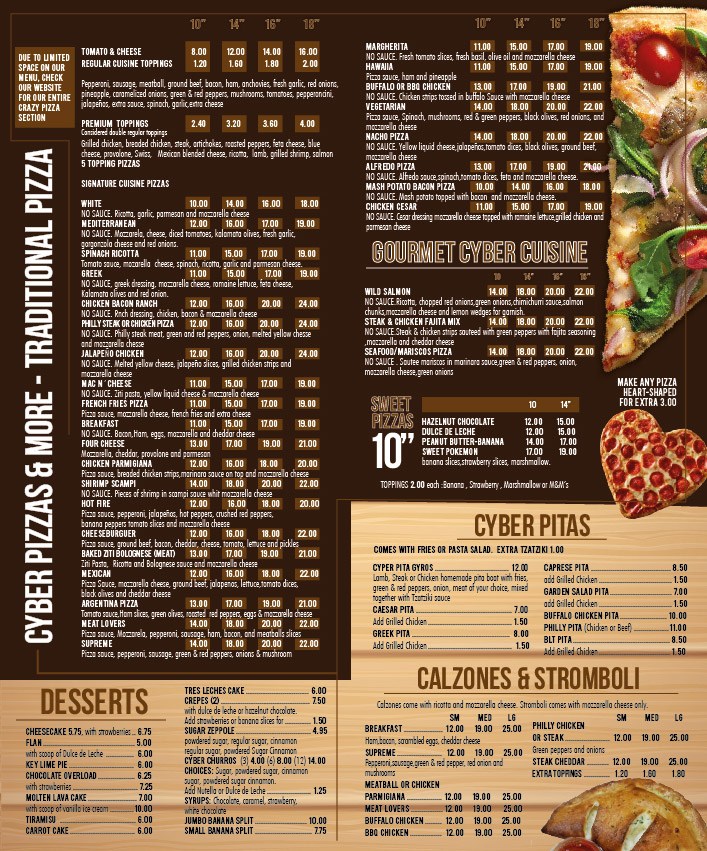 CYBER PIZZAS & MORE - TRADITIONAL PIZZA
DUE TO LIMITED
SPACE ON OUR
MENU, CHECK
OUR WEBSITE
FOR OUR ENTIRE
CRAZY PIZZA
SECTION
10" 14" 16" 18"
TOMATO & CHEESE 8.00 12.00 14.00 16.00
REGULAR CUISINE TOPPINGS 1.20 1.60 1.80 2.00
Pepperoni, sausage, meatball, ground beef, bacon, ham, anchovies, fresh garlic, red onions,
pineapple, caramelized onions, green & red peppers, mushrooms, tomatoes, pepperoncini,
jalapeños, extra sauce, spinach, garlic,extra cheese
PREMIUM TOPPINGS 2.40 3.20 3.60 4.00
Considered double regular toppings
Grilled chicken, breaded chicken, steak, artichokes, roasted peppers, feta cheese, blue
cheese, provolone, Swiss, Mexican blended cheese, ricotta, lamb, grilled shrimp, salmon
5 TOPPING PIZZAS
SIGNATURE CUISINE PIZZAS
WHITE 10.00 14.00 16.00 18.00
NO SAUCE. Ricotta, garlic, parmesan and mozzarella cheese
MEDITERRANEAN 12.00 16.00 17.00 19.00
NO SAUCE. Mozzarela, cheese, diced tomatoes, kalamata olives, fresh garlic,
gorgonzola cheese and red onions.
SPINACH RICOTTA 11.00 15.00 17.00 19.00
Tomato sauce, mozzarella cheese, spinach, ricotta, garlic and parmesan cheese.
GREEK 11.00 15.00 17.00 19.00
NO SAUCE, greek dressing, mozzarella cheese, romaine lettuce, feta cheese,
Kalamata olives and red onion.
CHICKEN BACON RANCH 12.00 16.00 20.00 24.00
NO SAUCE. Rnch dressing, chicken, bacon & mozzarella cheese
PHILLY STEAK OR CHICKEN PIZZA 12.00 16.00 20.00 24.00
NO SAUCE. Philly steak meat, green and red peppers, onion, melted yellow cheese
and mozzarella cheese
JALAPEÑO CHICKEN 12.00 16.00 20.00 24.00
NO SAUCE. Melted yellow cheese, jalapeño slices, grilled chicken strips and
mozzarella cheese
MAC N' CHEESE 11.00 15.00 17.00 19.00
NO SAUCE. Ziti pasta, yellow liquid cheese & mozzarella cheese
FRENCH FRIES PIZZA 11.00 15.00 17.00 19.00
Pizza sauce, mozzarella cheese, french fries and extra cheese
BREAKFAST 11.00 15.00 17.00 19.00
NO SAUCE. Bacon,Ham, eggs, mozzarella and cheddar cheese
FOUR CHEESE 13.00 17.00 19.00 21.00
Mozzarella, cheddar, provolone and parmesan
CHICKEN PARMIGIANA 12.00 16.00 18.00 20.00
Pizza sauce, breaded chicken strips,marinara sauce on top and mozzarella cheese
SHRIMP SCAMPI 14.00 18.00 20.00 22.00
NO SAUCE. Pieces of shrimp in scampi sauce whit mozzarella cheese
HOT FIRE 12.00 16.00 18.00 20.00
Pizza sauce, pepperoni, jalapeños, hot peppers, crushed red peppers,
banana peppers tomato slices and mozzarella cheese
CHEESEBURGUER 12.00 16.00 18.00 22.00
Pizza sauce, ground beef, bacon, cheddar, cheese, tomato, lettuce and pickles
BAKED ZITI BOLOGNESE (MEAT) 13.00 17.00 19.00 21.00
Ziti Pasta, Ricotta and Bolognese sauce and mozzarella cheese
MEXICAN 12.00 16.00 18.00 22.00
Pizza Sauce, mozzarella cheese, ground beef, jalapeños, lettuce,tomato dices,
black olives and cheddar cheese
ARGENTINA PIZZA 13.00 17.00 19.00 21.00
Tomato sauce,Ham slices, green olives, roasted red peppers, eggs & mozzarella cheese
MEAT LOVERS 14.00 18.00 20.00 22.00
Pizza sauce, Mozzarela, pepperoni, sausage, ham, bacon, and meatballs slices
SUPREME 14.00 18.00 20.00 22.00
Pizza sauce, pepperoni, sausage, green & red peppers, onions & mushroom
10" 14" 16" 18"
MARGHERITA 11.00 15.00 17.00 19.00
NO SAUCE. Fresh tomato slices, fresh basil, olive oil and mozzarella cheese
HAWAIIA 11.00 15.00 17.00 19.00
Pizza sauce, ham and pineapple
BUFFALO OR BBQ CHICKEN 13.00 17.00 19.00 21.00
NO SAUCE. Chicken strips tossed in buffalo Sauce with mozzarella cheese
VEGETARIAN 14.00 18.00 20.00 22.00
Pizza sauce, Spinach, mushrooms, red & green peppers, black olives, red onions, and
mozzarella cheese
NACHO PIZZA 14.00 18.00 20.00 22.00
NO SAUCE. Yellow liquid cheese,jalapeños,tomato dices, black olives, ground beef,
mozzarella cheese
ALFREDO PIZZA 13.00 17.00 19.00 21.00
NO SAUCE. Alfredo sauce,spinach,tomato dices, feta and mozzarella cheese.
MASH POTATO BACON PIZZA 10.00 14.00 16.00 18.00
NO SAUCE. Mash potato topped with bacon and mozzarella cheese.
CHICKEN CESAR 11.00 15.00 17.00 19.00
NO SAUCE. Cesar dressing mozzarella cheese topped with romaine lettuce,grilled chicken and
parmesan cheese
GOURMET CYBER CUISINE
10 14" 16" 18"
WILD SALMON 14.00 18.00 20.00 22.00
NO SAUCE.Ricotta, chopped red onions,green onions,chimichurri sauce,salmon
chunks,mozzarella cheese and lemon wedges for garnish.
STEAK & CHICKEN FAJITA MIX 14.00 18.00 20.00 22.00
NO SAUCE.Steak & chicken strips sauteed with green peppers with fajita seasoning
,mozzarella and cheddar cheese
SEAFOOD/MARISCOS PIZZA 14.00 18.00 20.00 22.00
NO SAUCE . Sautee mariscos in marinara sauce,green & red peppers, onion,
mozzarella cheese,green onions
MAKE ANY PIZZA
HEART-SHAPED
FOR EXTRA 3.00
SWEET
PIZZAS
10"
10 14"
HAZELNUT CHOCOLATE 12.00 15.00
DULCE DE LECHE 12.00 15.00
PEANUT BUTTER-BANANA 14.00 17.00
SWEET POKEMON 17.00 19.00
banana slices,strawberry slices, marshmallow.
TOPPINGS 2.00 each :Banana , Strawberry , Marshmallow or M&M's
CYBER PITAS
COMES WITH FRIES OR PASTA SALAD. EXTRA TZATZIKI 1.00
CYPER PITA GYROS 12.00
Lamb, Steak or Chicken homemade pita boat with fries,
green & red peppers, onion, meat of your choice, mixed
together with Tzatziki sauce
CAESAR PITA 7.00
Add Grilled Chicken 1.50
GREEK PITA 8.00
Add Grilled Chicken 1.50
CAPRESE PITA 8.50
add Grilled Chicken 1.50
GARDEN SALAD PITA 7.00
add Grilled Chicken 1.50
BUFFALO CHICKEN PITA 10.00
PHILLY PITA (Chicken or Beef) 11.00
BLT PITA 8.50
Add Grilled Chicken 1.50
CALZONES & STROMBOLI
Calzones come with ricotta and mozzarella cheese. Stromboli comes with mozzarella cheese only.
SM MED LG
BREAKFAST 12.00 19.00 25.00
Ham,bacon, scrambled eggs, cheddar cheese
SUPREME 12.00 19.00 25.00
Pepperoni,sausage,green & red pepper, red onion and
mushrooms
MEATBALL OR CHICKEN
PARMIGIANA 12.00 19.00 25.00
MEAT LOVERS 12.00 19.00 25.00
BUFFALO CHICKEN 12.00 19.00 25.00
BBQ CHICKEN 12.00 19.00 25.00
SM MED LG
PHILLY CHICKEN
OR STEAK 12.00 19.00 25.00
Green peppers and onions
STEAK CHEDDAR 12.00 19.00 25.00
EXTRA TOPPINGS 1.20 1.60 1.80
DESSERTS
CHEESECAKE 5.75, with strawberries 6.75
FLAN 5.00
with scoop of Dulce de Leche 6.00
KEY LIME PIE 6.00
CHOCOLATE OVERLOAD 6.25
with strawberries 7.25
MOLTEN LAVA CAKE 7.00
with scoop of vanilla ice cream 10.00
TIRAMISU 6.00
CARROT CAKE 6.00
TRES LECHES CAKE 6.00
CREPES (2) 7.50
with dulce de leche or hazelnut chocolate.
Add strawberries or banana slices for 1.50
SUGAR ZEPPOLE 4.95
powdered sugar, regular sugar, cinnamon
regular sugar, powdered sugar Cinnamon
CYBER CHURROS (3) 4.00 (6) 8.00 (12) 14.00
CHOICES: Sugar, powdered sugar, cinnamon
sugar, powdered sugar cinnamon.
Add Nutella or Dulce de Leche 1.25
SYRUPS: Chocolate, caramel, strawberry,
white chocolate
JUMBO BANANA SPLIT 10.00
SMALL BANANA SPLIT 7.75